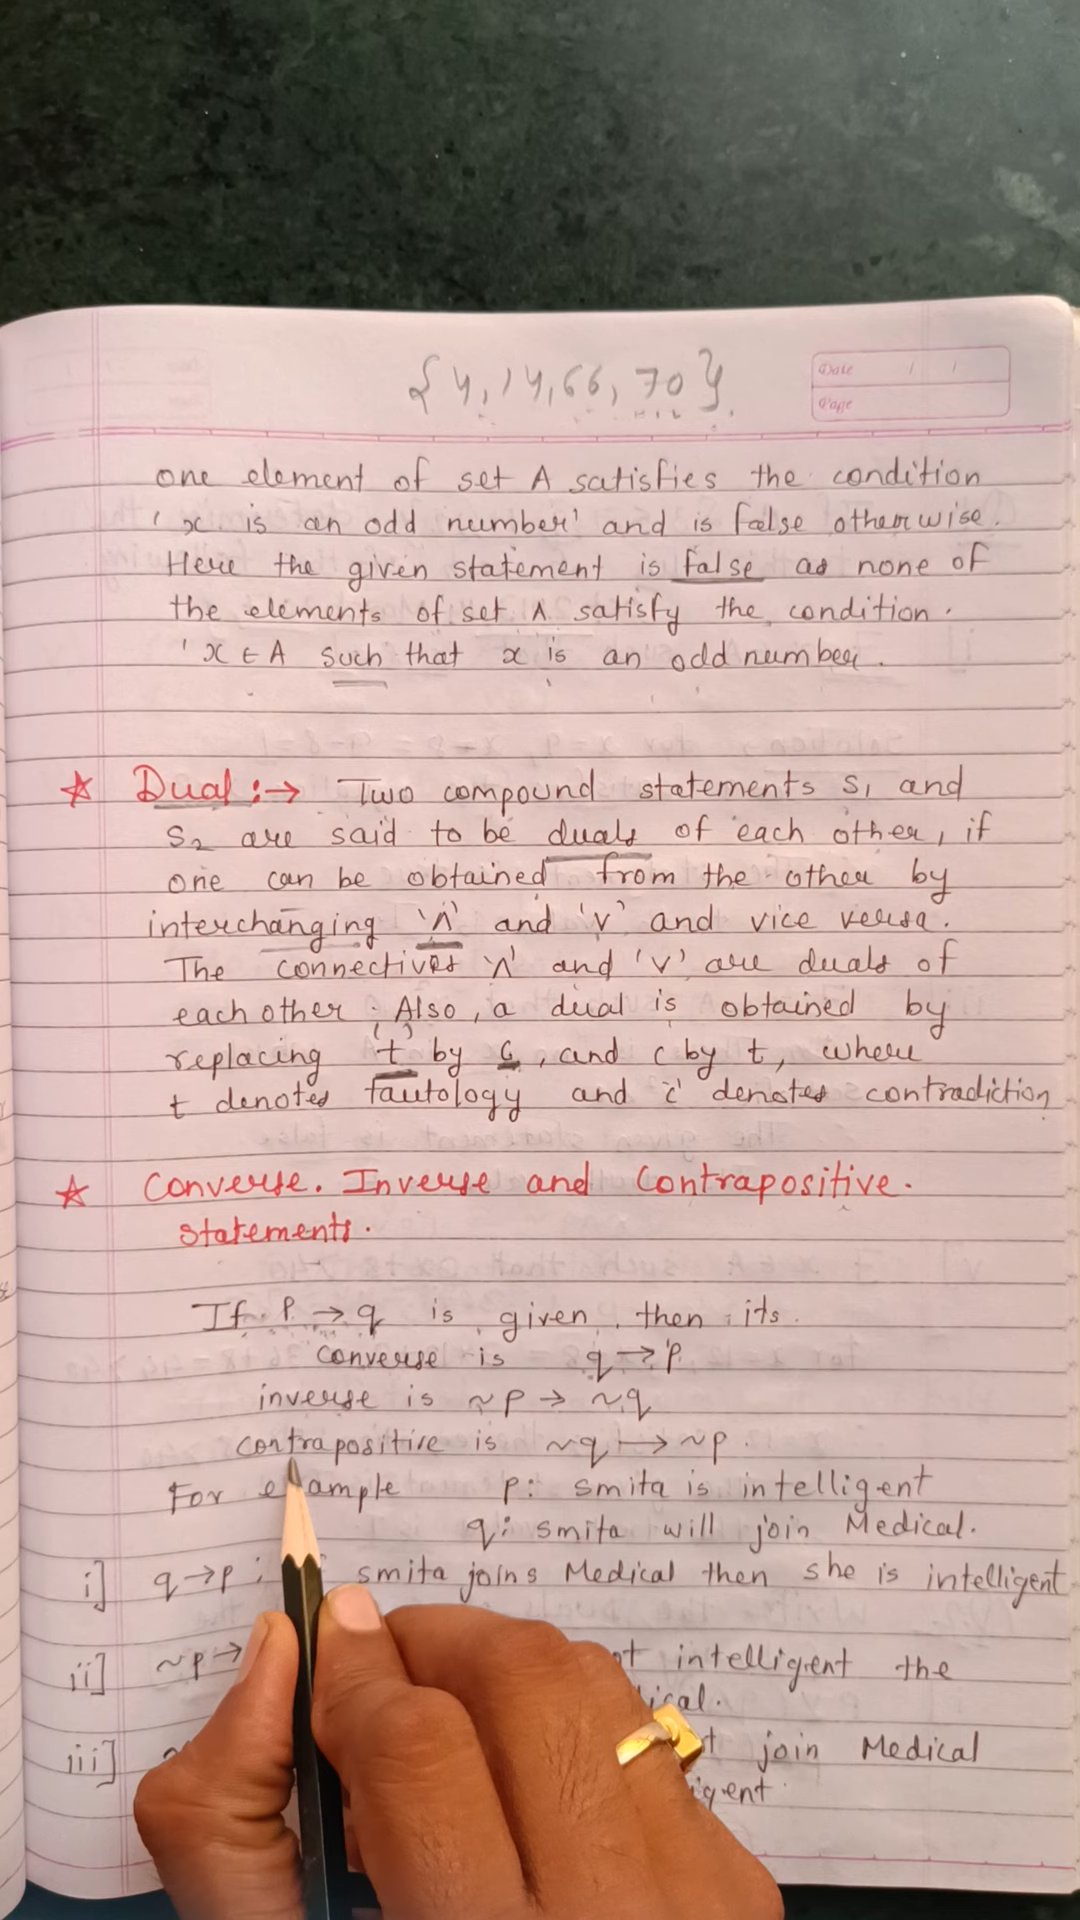 {4, 14, 66, 70}
Date / /
Page
one element of set A satisfies the condition
'x is an odd number' and is false otherwise.
Here the given statement is false as none of
the elements of set A satisfy the condition.
'x ∈ A such that x is an odd number.
☆ Dual :→ Two compound statements S₁ and
S₂ are said to be duals of each other, if
one can be obtained from the other by
interchanging '∧' and '∨' and vice versa.
The connectives '∧' and '∨' are duals of
each other. Also, a dual is obtained by
replacing 't' by c, and c by t, where
t denotes tautology and 'c' denotes contradiction
☆ Converse. Inverse and Contrapositive.
statements.
If p → q is given then its
converse is q → p
inverse is ~p → ~q
contrapositive is ~q → ~p.
For example p: smita is intelligent
q: smita will join Medical.
i] q→p : smita joins Medical then she is intelligent
ii] ~p→ intelligent the
iii] join Medical